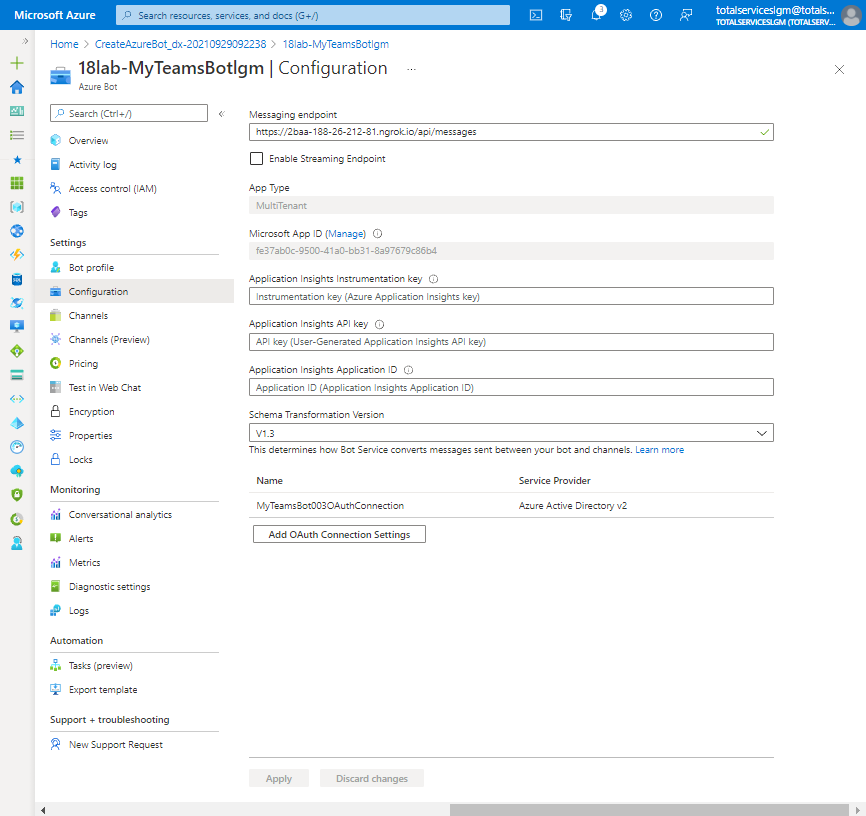 Microsoft Azure
Search resources, services, and docs (G+/)
3
totalserviceslgm@totals...
TOTALSERVICESLGM (TOTALSERV...
Home > CreateAzureBot_dx-20210929092238 > 18lab-MyTeamsBotlgm
18lab-MyTeamsBotlgm | Configuration ...
Azure Bot
Search (Ctrl+/)
Overview
Activity log
Access control (IAM)
Tags
Settings
Bot profile
Configuration
Channels
Channels (Preview)
Pricing
Test in Web Chat
Encryption
Properties
Locks
Monitoring
Conversational analytics
Alerts
Metrics
Diagnostic settings
Logs
Automation
Tasks (preview)
Export template
Support + troubleshooting
New Support Request
Messaging endpoint
https://2baa-188-26-212-81.ngrok.io/api/messages
Enable Streaming Endpoint
App Type
MultiTenant
Microsoft App ID (Manage)
fe37ab0c-9500-41a0-bb31-8a97679c86b4
Application Insights Instrumentation key
Instrumentation key (Azure Application Insights key)
Application Insights API key
API key (User-Generated Application Insights API key)
Application Insights Application ID
Application ID (Application Insights Application ID)
Schema Transformation Version
V1.3
This determines how Bot Service converts messages sent between your bot and channels. Learn more
Name Service Provider
MyTeamsBot003OAuthConnection Azure Active Directory v2
Add OAuth Connection Settings
Apply Discard changes